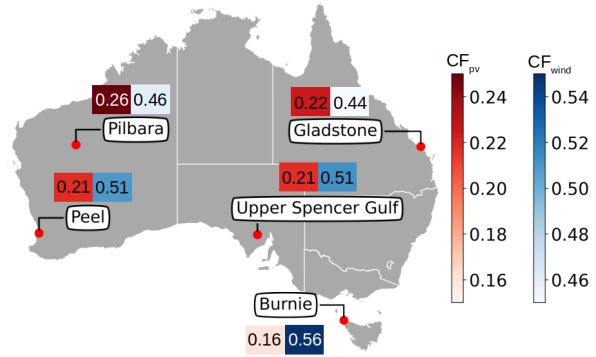 CFpv
CFwind
0.26 0.46
Pilbara
0.22 0.44
Gladstone
0.21 0.51
Peel
0.21 0.51
Upper Spencer Gulf
Burnie
0.16 0.56
0.24
0.22
0.20
0.18
0.16
0.54
0.52
0.50
0.48
0.46